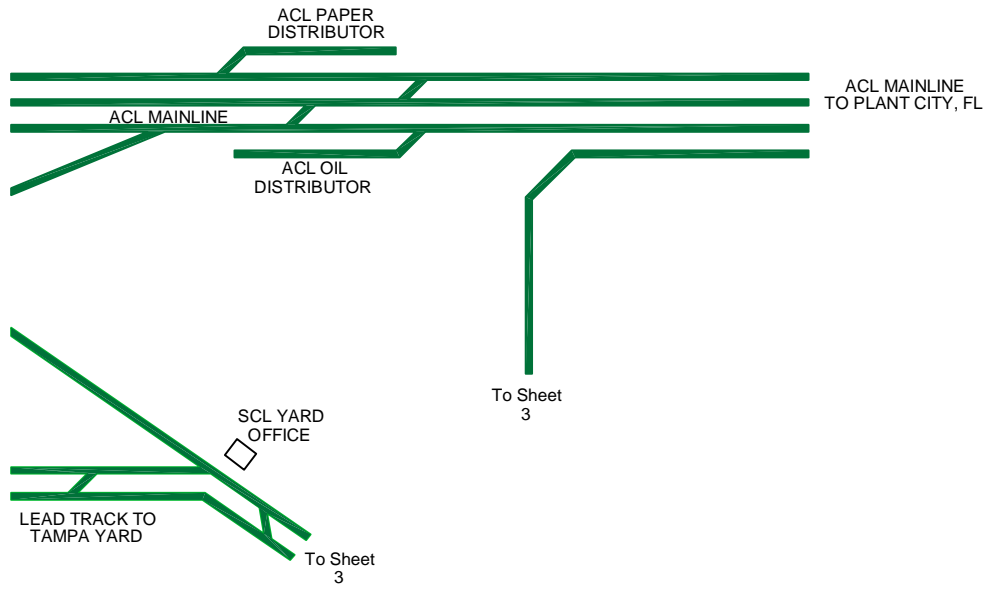 ACL PAPER
DISTRIBUTOR
ACL MAINLINE
TO PLANT CITY, FL
ACL MAINLINE
ACL OIL
DISTRIBUTOR
To Sheet
3
SCL YARD
OFFICE
LEAD TRACK TO
TAMPA YARD
To Sheet
3